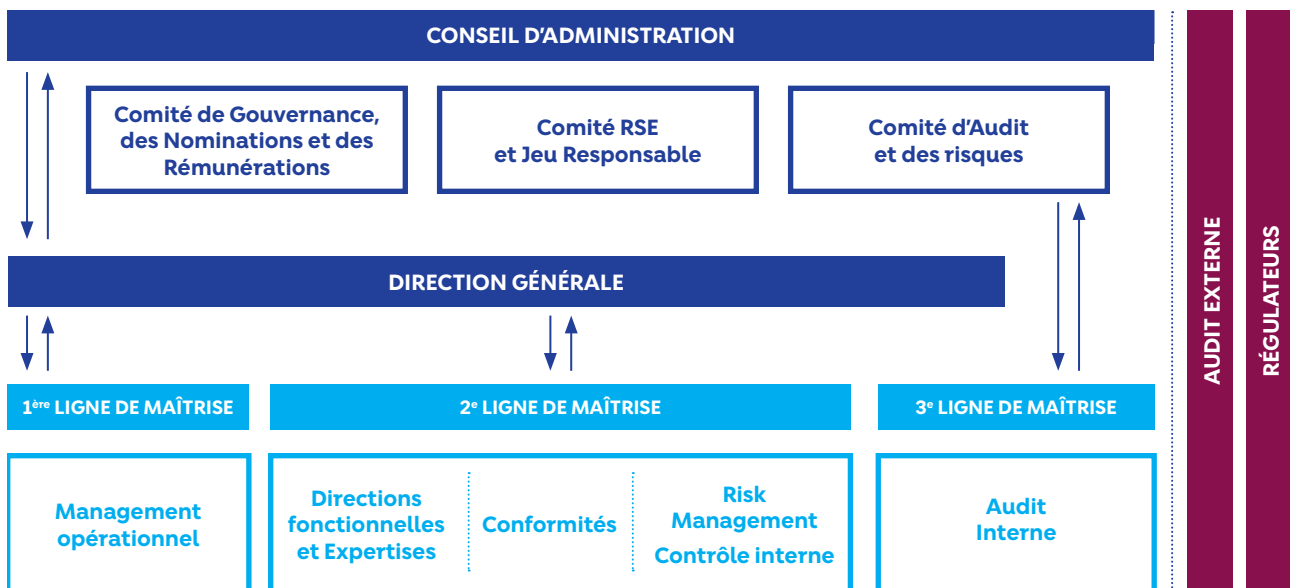 CONSEIL D'ADMINISTRATION
Comité de Gouvernance,
des Nominations et des
Rémunérations
Comité RSE
et Jeu Responsable
Comité d'Audit
et des risques
DIRECTION GÉNÉRALE
1ère LIGNE DE MAÎTRISE
2e LIGNE DE MAÎTRISE
3e LIGNE DE MAÎTRISE
Management
opérationnel
Directions
fonctionnelles
et Expertises
Conformités
Risk
Management
Contrôle interne
Audit
Interne
AUDIT EXTERNE
RÉGULATEURS